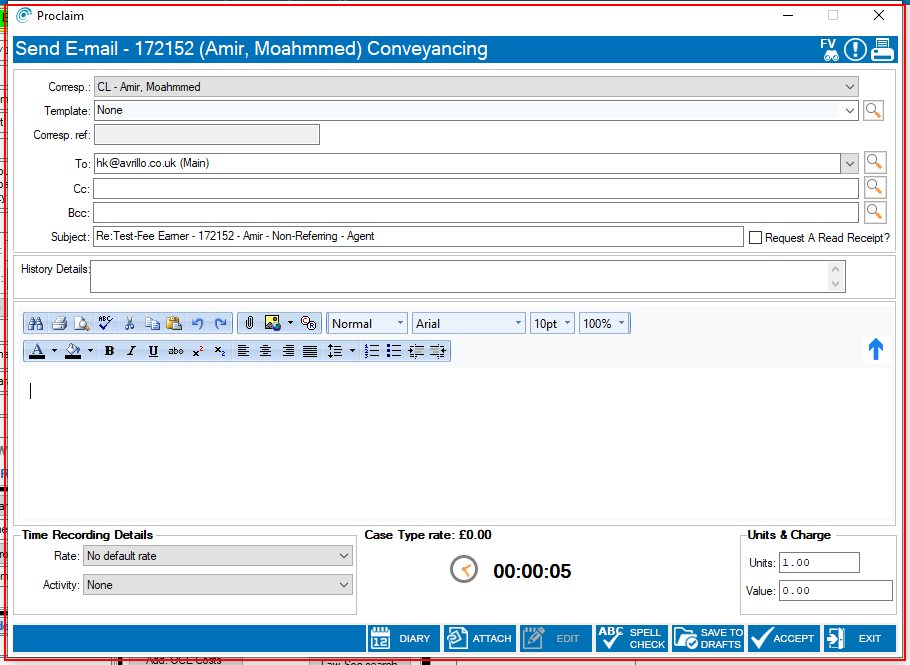 Proclaim
Send E-mail - 172152 (Amir, Moahmmed) Conveyancing
FV
Corresp.: CL - Amir, Moahmmed
Template: None
Corresp. ref:
To: hk@avrillo.co.uk (Main)
Cc:
Bcc:
Subject: Re:Test-Fee Earner - 172152 - Amir - Non-Referring - Agent
Request A Read Receipt?
History Details:
ABC
Normal Arial 10pt 100%
A B I U abc x² x₂
Time Recording Details
Case Type rate: £0.00
Units & Charge
Rate: No default rate
Units: 1.00
00:00:05
Activity: None
Value: 0.00
12 DIARY
ATTACH
EDIT
ABC SPELL CHECK
SAVE TO DRAFTS
ACCEPT
EXIT